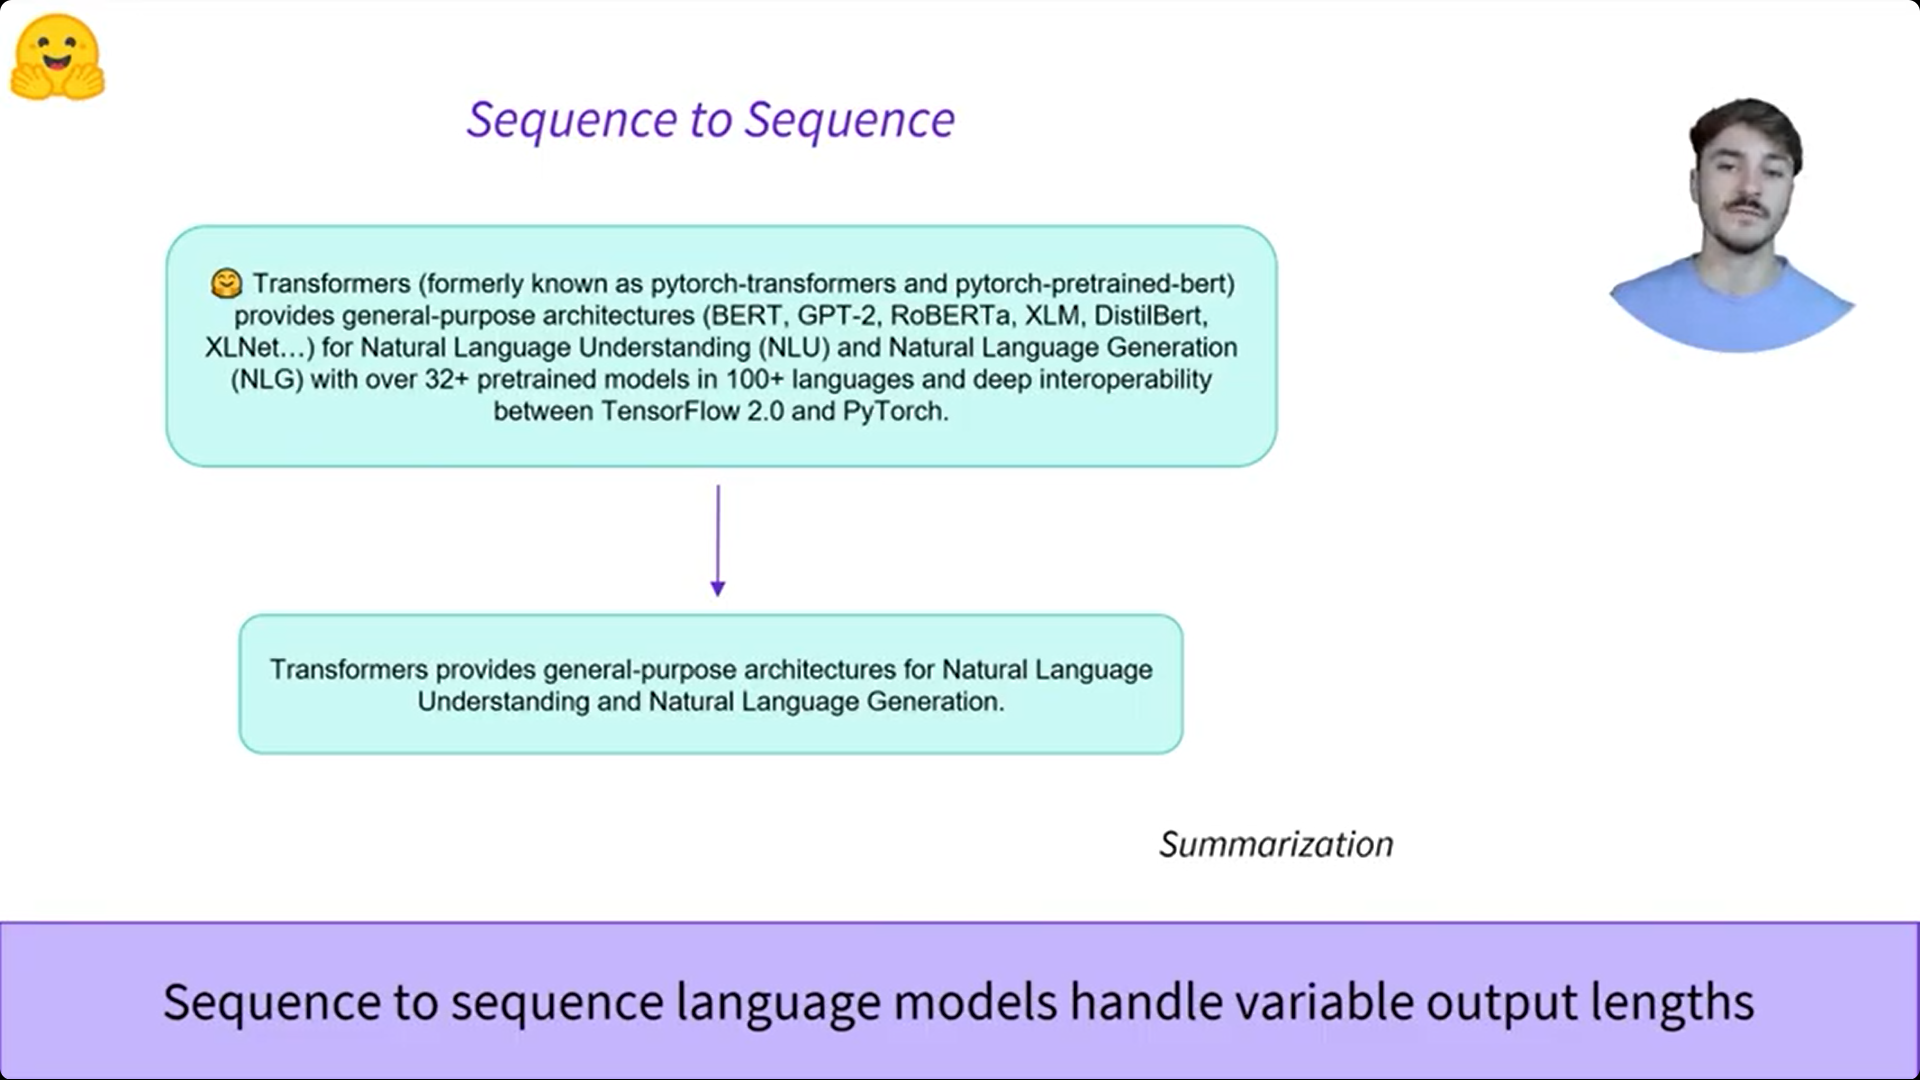 Sequence to Sequence
🤗 Transformers (formerly known as pytorch-transformers and pytorch-pretrained-bert)
provides general-purpose architectures (BERT, GPT-2, RoBERTa, XLM, DistilBert,
XLNet…) for Natural Language Understanding (NLU) and Natural Language Generation
(NLG) with over 32+ pretrained models in 100+ languages and deep interoperability
between TensorFlow 2.0 and PyTorch.
Transformers provides general-purpose architectures for Natural Language
Understanding and Natural Language Generation.
Summarization
Sequence to sequence language models handle variable output lengths